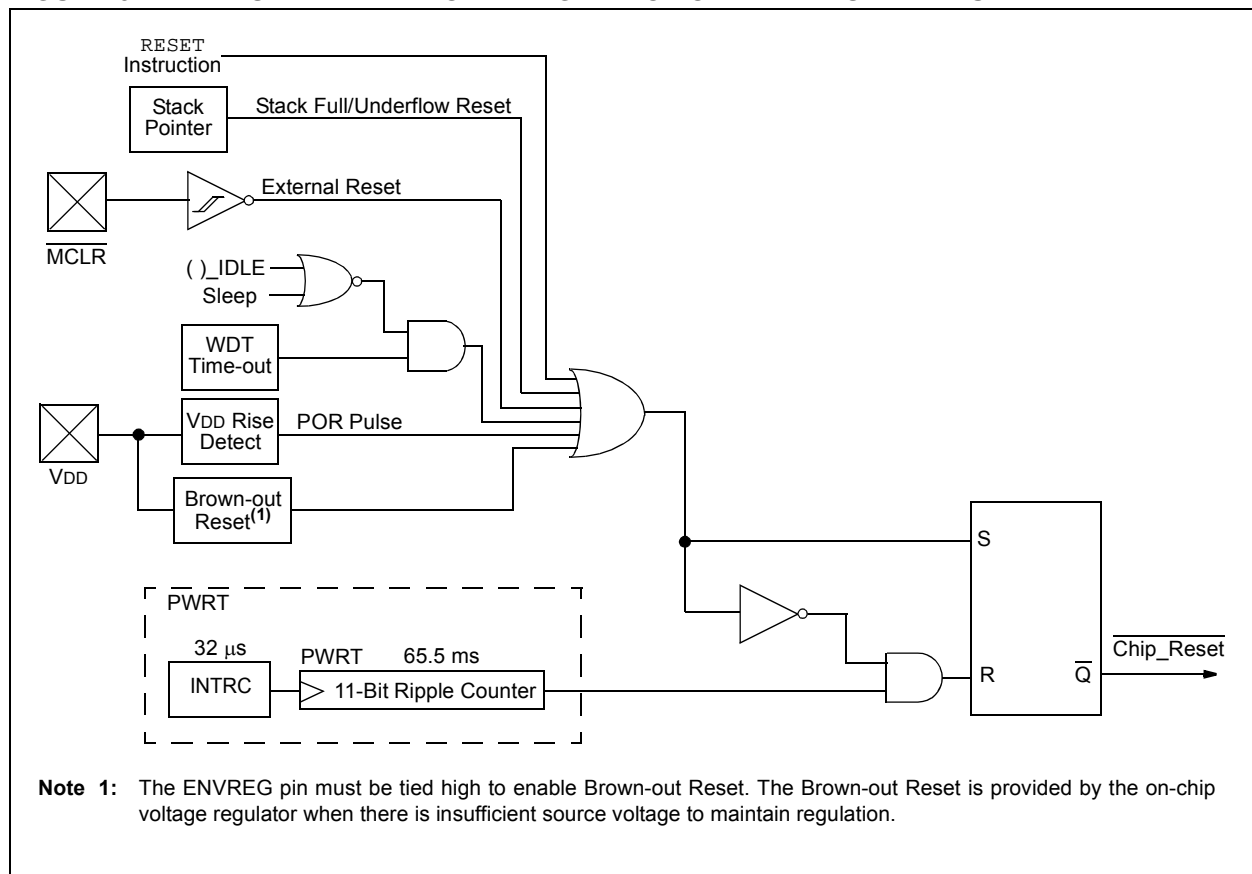 RESET
Instruction
Stack
Pointer
Stack Full/Underflow Reset
External Reset
MCLR
( )_IDLE
Sleep
WDT
Time-out
VDD Rise
Detect
POR Pulse
VDD
Brown-out
Reset(1)
S
PWRT
32 μs
PWRT
65.5 ms
INTRC
11-Bit Ripple Counter
R
Q
Chip_Reset
Note 1: The ENVREG pin must be tied high to enable Brown-out Reset. The Brown-out Reset is provided by the on-chip
voltage regulator when there is insufficient source voltage to maintain regulation.